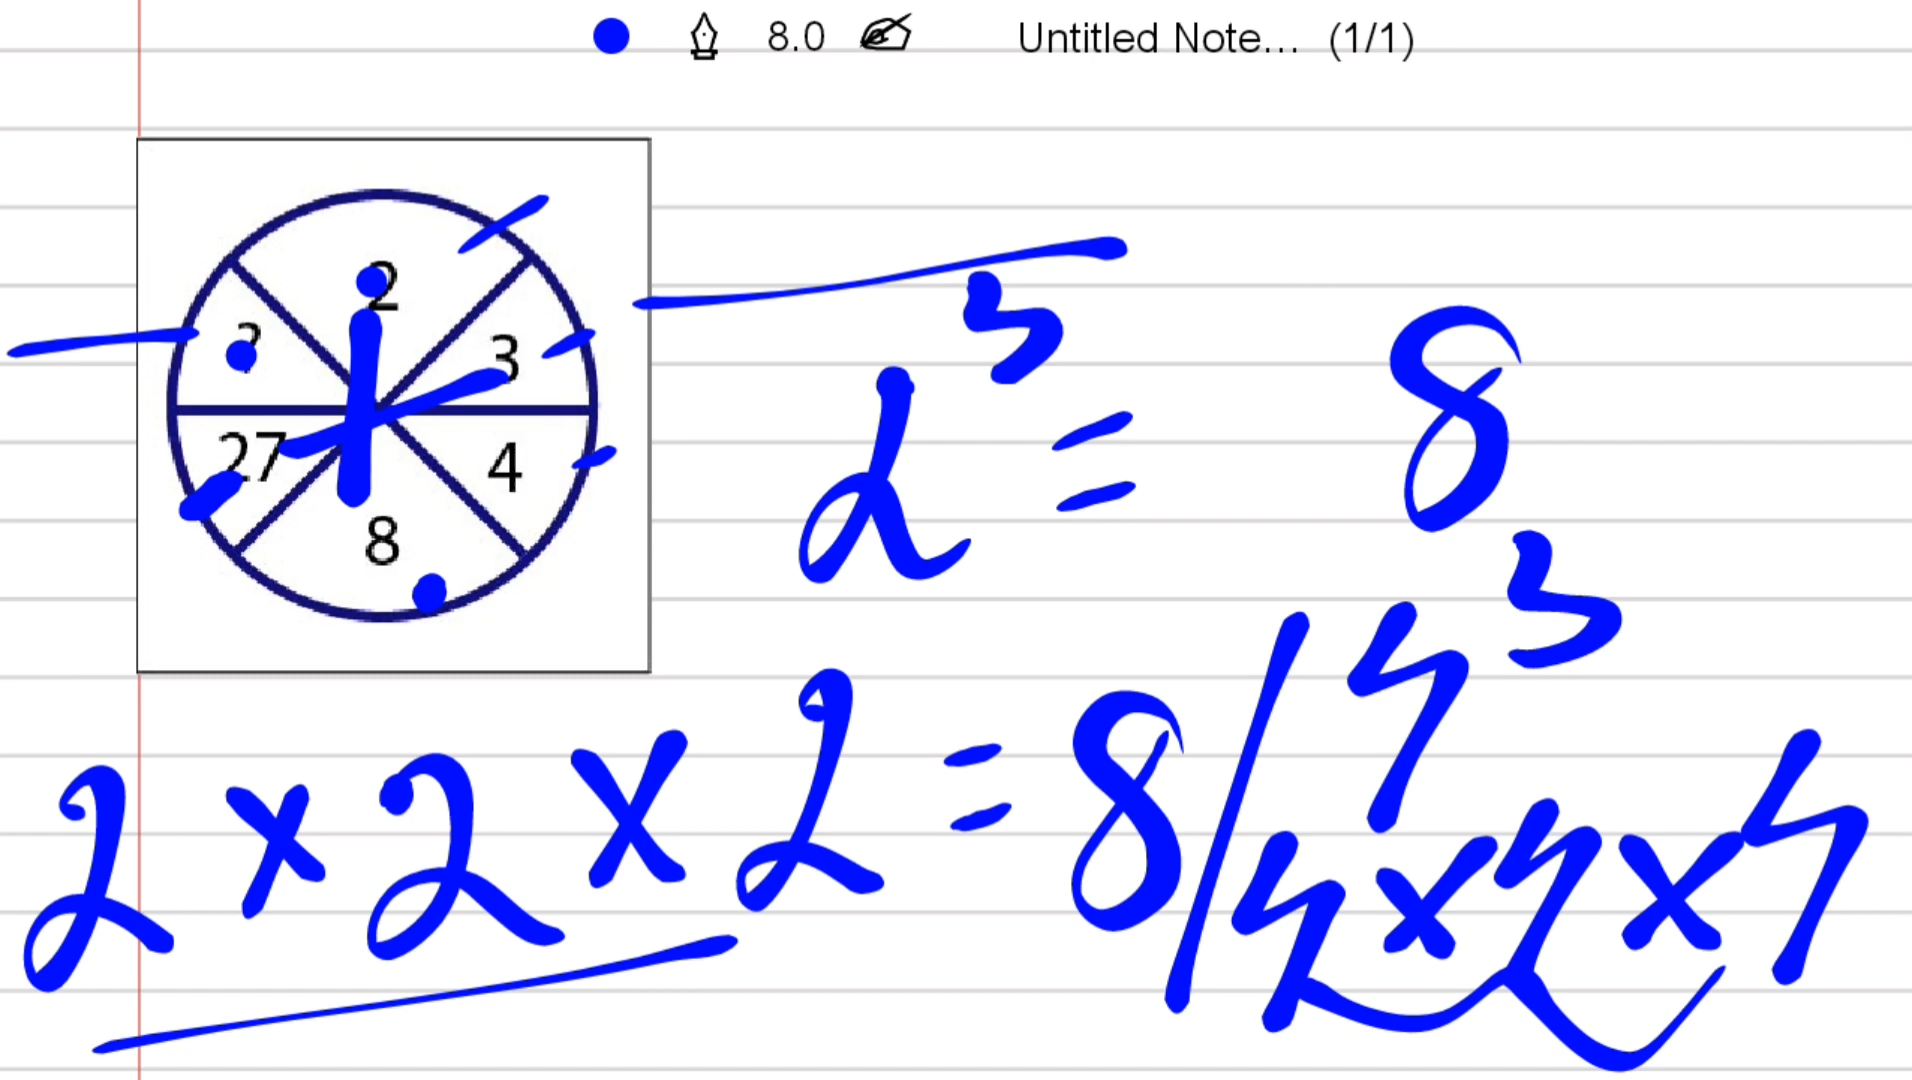 8.0 Untitled Note... (1/1)
2
? 3
27 4
8
2³ = 8
4³
2 × 2 × 2 = 8 / 4 × 4 × 4